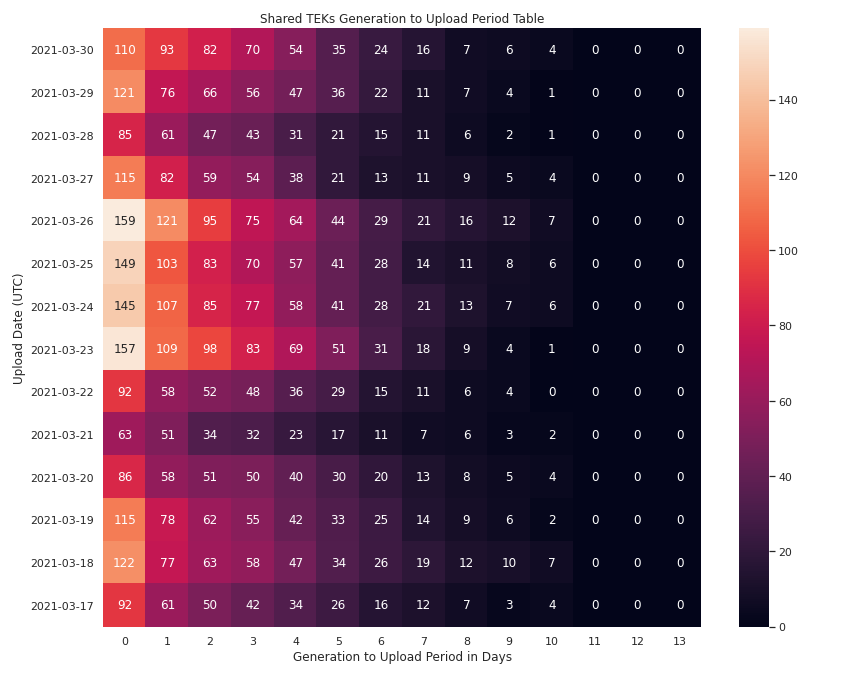 Shared TEKs Generation to Upload Period Table
Upload Date (UTC)
2021-03-30 110 93 82 70 54 35 24 16 7 6 4 0 0 0
2021-03-29 121 76 66 56 47 36 22 11 7 4 1 0 0 0
2021-03-28 85 61 47 43 31 21 15 11 6 2 1 0 0 0
2021-03-27 115 82 59 54 38 21 13 11 9 5 4 0 0 0
2021-03-26 159 121 95 75 64 44 29 21 16 12 7 0 0 0
2021-03-25 149 103 83 70 57 41 28 14 11 8 6 0 0 0
2021-03-24 145 107 85 77 58 41 28 21 13 7 6 0 0 0
2021-03-23 157 109 98 83 69 51 31 18 9 4 1 0 0 0
2021-03-22 92 58 52 48 36 29 15 11 6 4 0 0 0 0
2021-03-21 63 51 34 32 23 17 11 7 6 3 2 0 0 0
2021-03-20 86 58 51 50 40 30 20 13 8 5 4 0 0 0
2021-03-19 115 78 62 55 42 33 25 14 9 6 2 0 0 0
2021-03-18 122 77 63 58 47 34 26 19 12 10 7 0 0 0
2021-03-17 92 61 50 42 34 26 16 12 7 3 4 0 0 0
0 1 2 3 4 5 6 7 8 9 10 11 12 13
Generation to Upload Period in Days
140
120
100
80
60
40
20
0